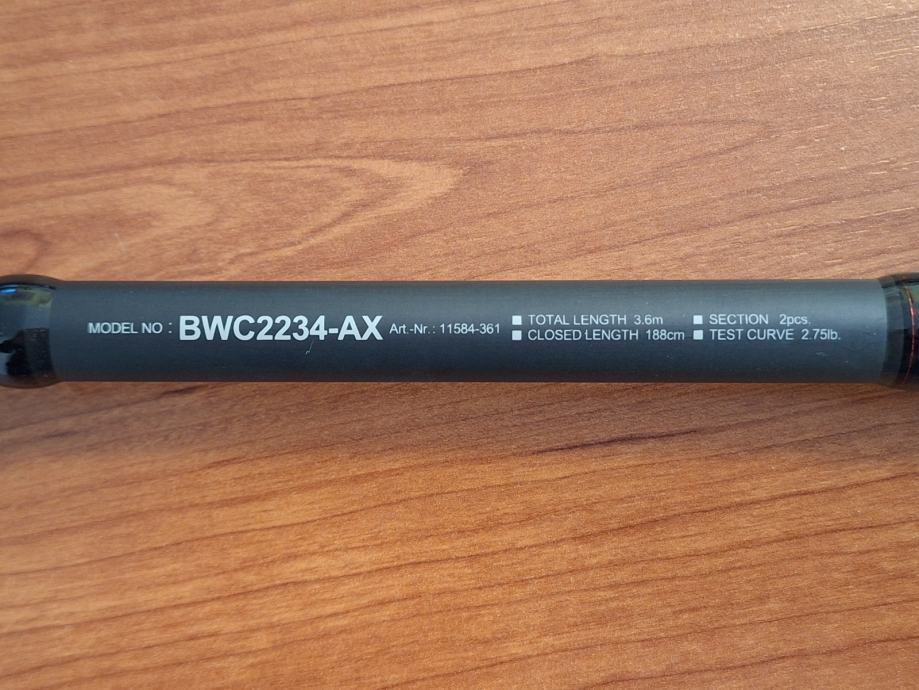 MODEL NO : BWC2234-AX Art.-Nr.: 11584-361
■ TOTAL LENGTH 3.6m ■ SECTION 2pcs.
■ CLOSED LENGTH 188cm ■ TEST CURVE 2.75lb.